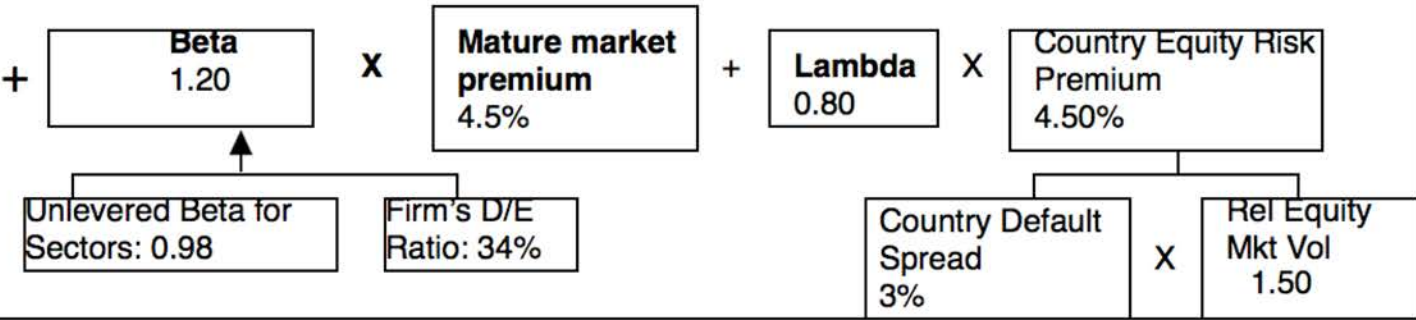 +
Beta
1.20
X
Mature market
premium
4.5%
+
Lambda
0.80
X
Country Equity Risk
Premium
4.50%
Unlevered Beta for
Sectors: 0.98
Firm's D/E
Ratio: 34%
Country Default
Spread
3%
X
Rel Equity
Mkt Vol
1.50